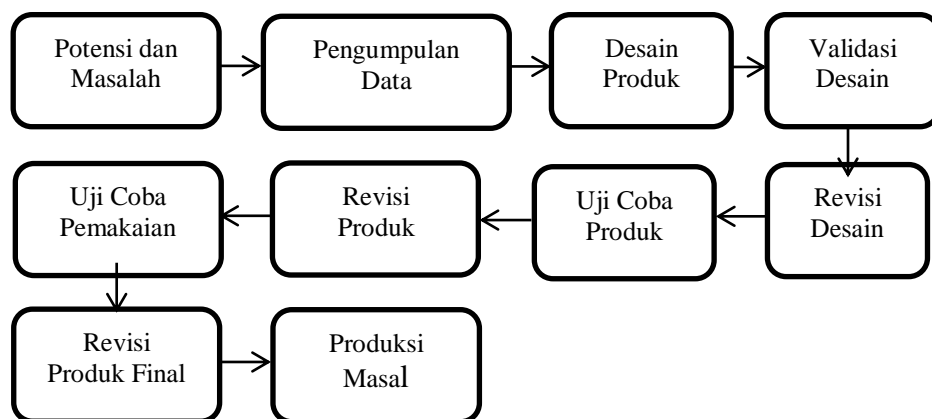 Potensi dan
Masalah
Pengumpulan
Data
Desain
Produk
Validasi
Desain
Revisi
Desain
Uji Coba
Produk
Revisi
Produk
Uji Coba
Pemakaian
Revisi
Produk Final
Produksi
Masal